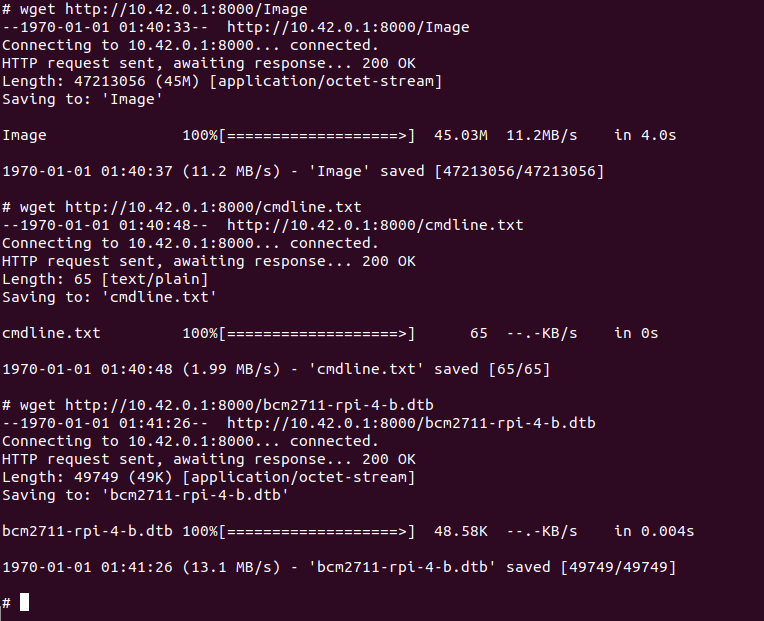 # wget http://10.42.0.1:8000/Image
--1970-01-01 01:40:33--  http://10.42.0.1:8000/Image
Connecting to 10.42.0.1:8000... connected.
HTTP request sent, awaiting response... 200 OK
Length: 47213056 (45M) [application/octet-stream]
Saving to: 'Image'

Image               100%[===================>]  45.03M  11.2MB/s    in 4.0s

1970-01-01 01:40:37 (11.2 MB/s) - 'Image' saved [47213056/47213056]

# wget http://10.42.0.1:8000/cmdline.txt
--1970-01-01 01:40:48--  http://10.42.0.1:8000/cmdline.txt
Connecting to 10.42.0.1:8000... connected.
HTTP request sent, awaiting response... 200 OK
Length: 65 [text/plain]
Saving to: 'cmdline.txt'

cmdline.txt         100%[===================>]      65  --.-KB/s    in 0s

1970-01-01 01:40:48 (1.99 MB/s) - 'cmdline.txt' saved [65/65]

# wget http://10.42.0.1:8000/bcm2711-rpi-4-b.dtb
--1970-01-01 01:41:26--  http://10.42.0.1:8000/bcm2711-rpi-4-b.dtb
Connecting to 10.42.0.1:8000... connected.
HTTP request sent, awaiting response... 200 OK
Length: 49749 (49K) [application/octet-stream]
Saving to: 'bcm2711-rpi-4-b.dtb'

bcm2711-rpi-4-b.dtb 100%[===================>]  48.58K  --.-KB/s    in 0.004s

1970-01-01 01:41:26 (13.1 MB/s) - 'bcm2711-rpi-4-b.dtb' saved [49749/49749]

#